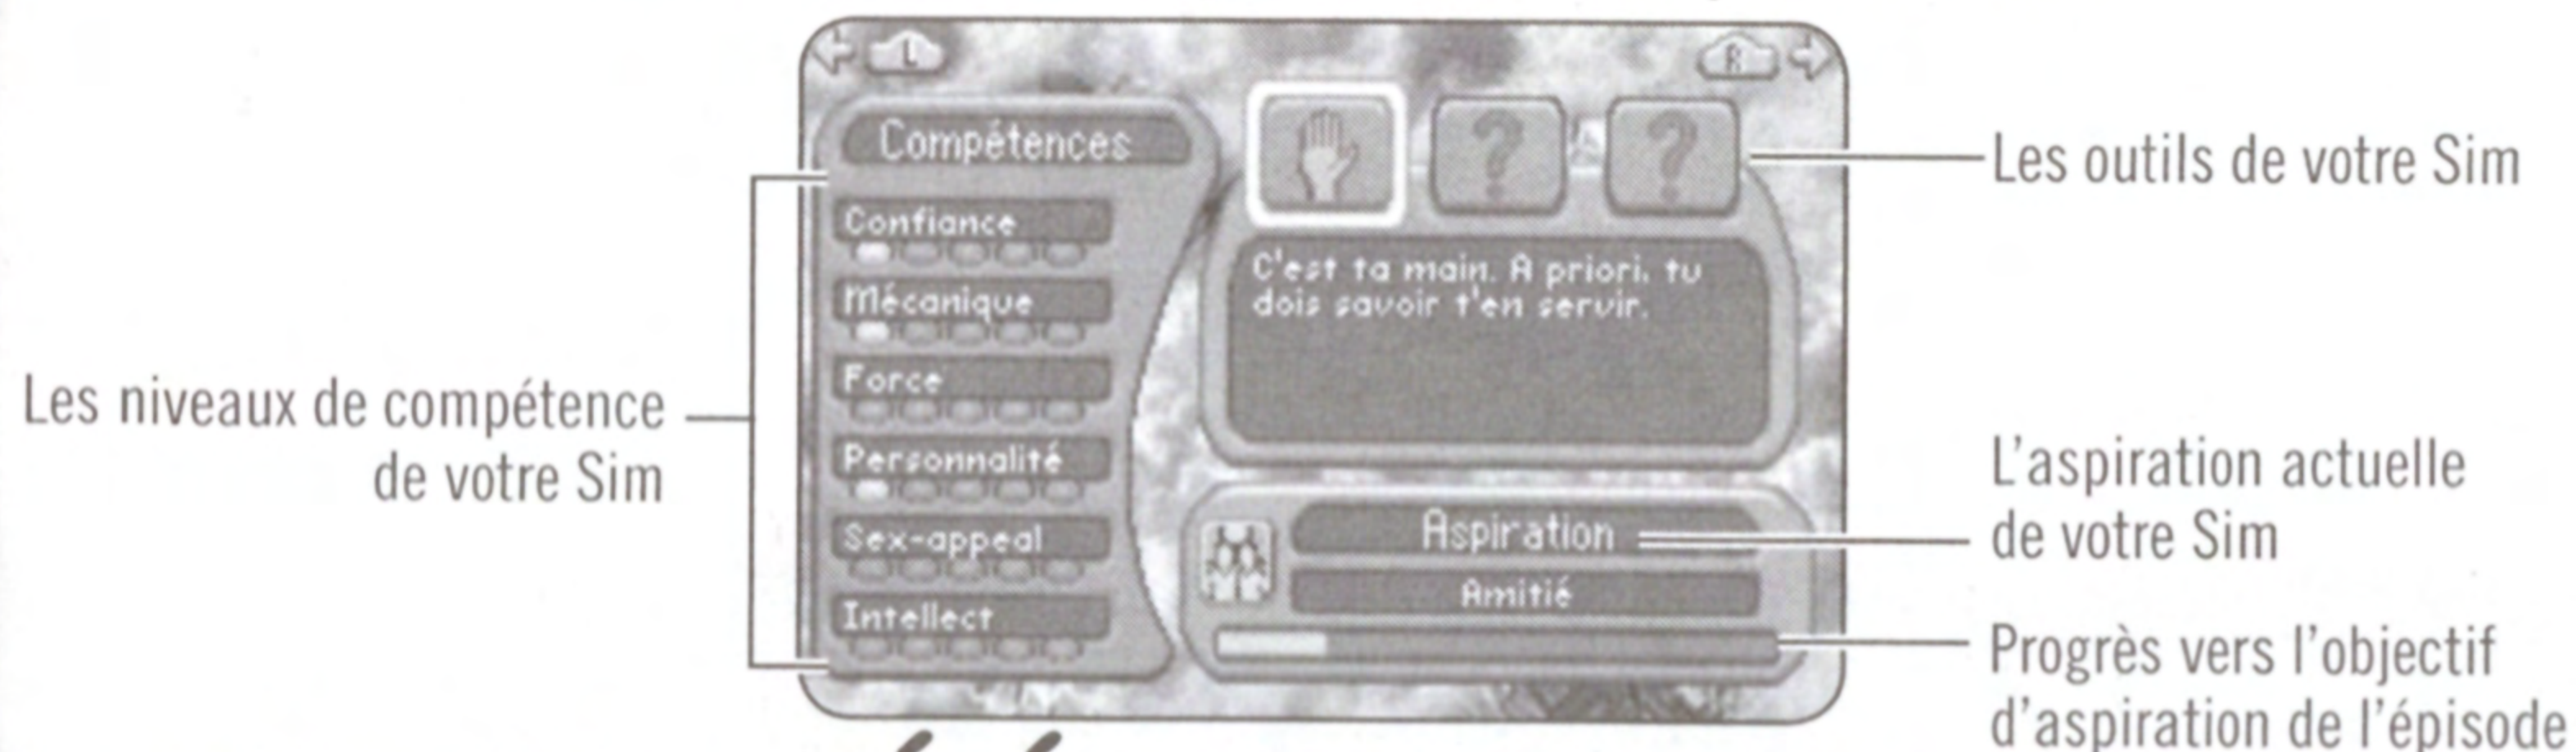 L
R
Compétences
Confiance
Mécanique
Force
Personnalité
Sex-appeal
Intellect
?
?
C'est ta main. A priori, tu
dois savoir t'en servir.
Aspiration
Amitié
Les niveaux de compétence
de votre Sim
Les outils de votre Sim
L'aspiration actuelle
de votre Sim
Progrès vers l'objectif
d'aspiration de l'épisode